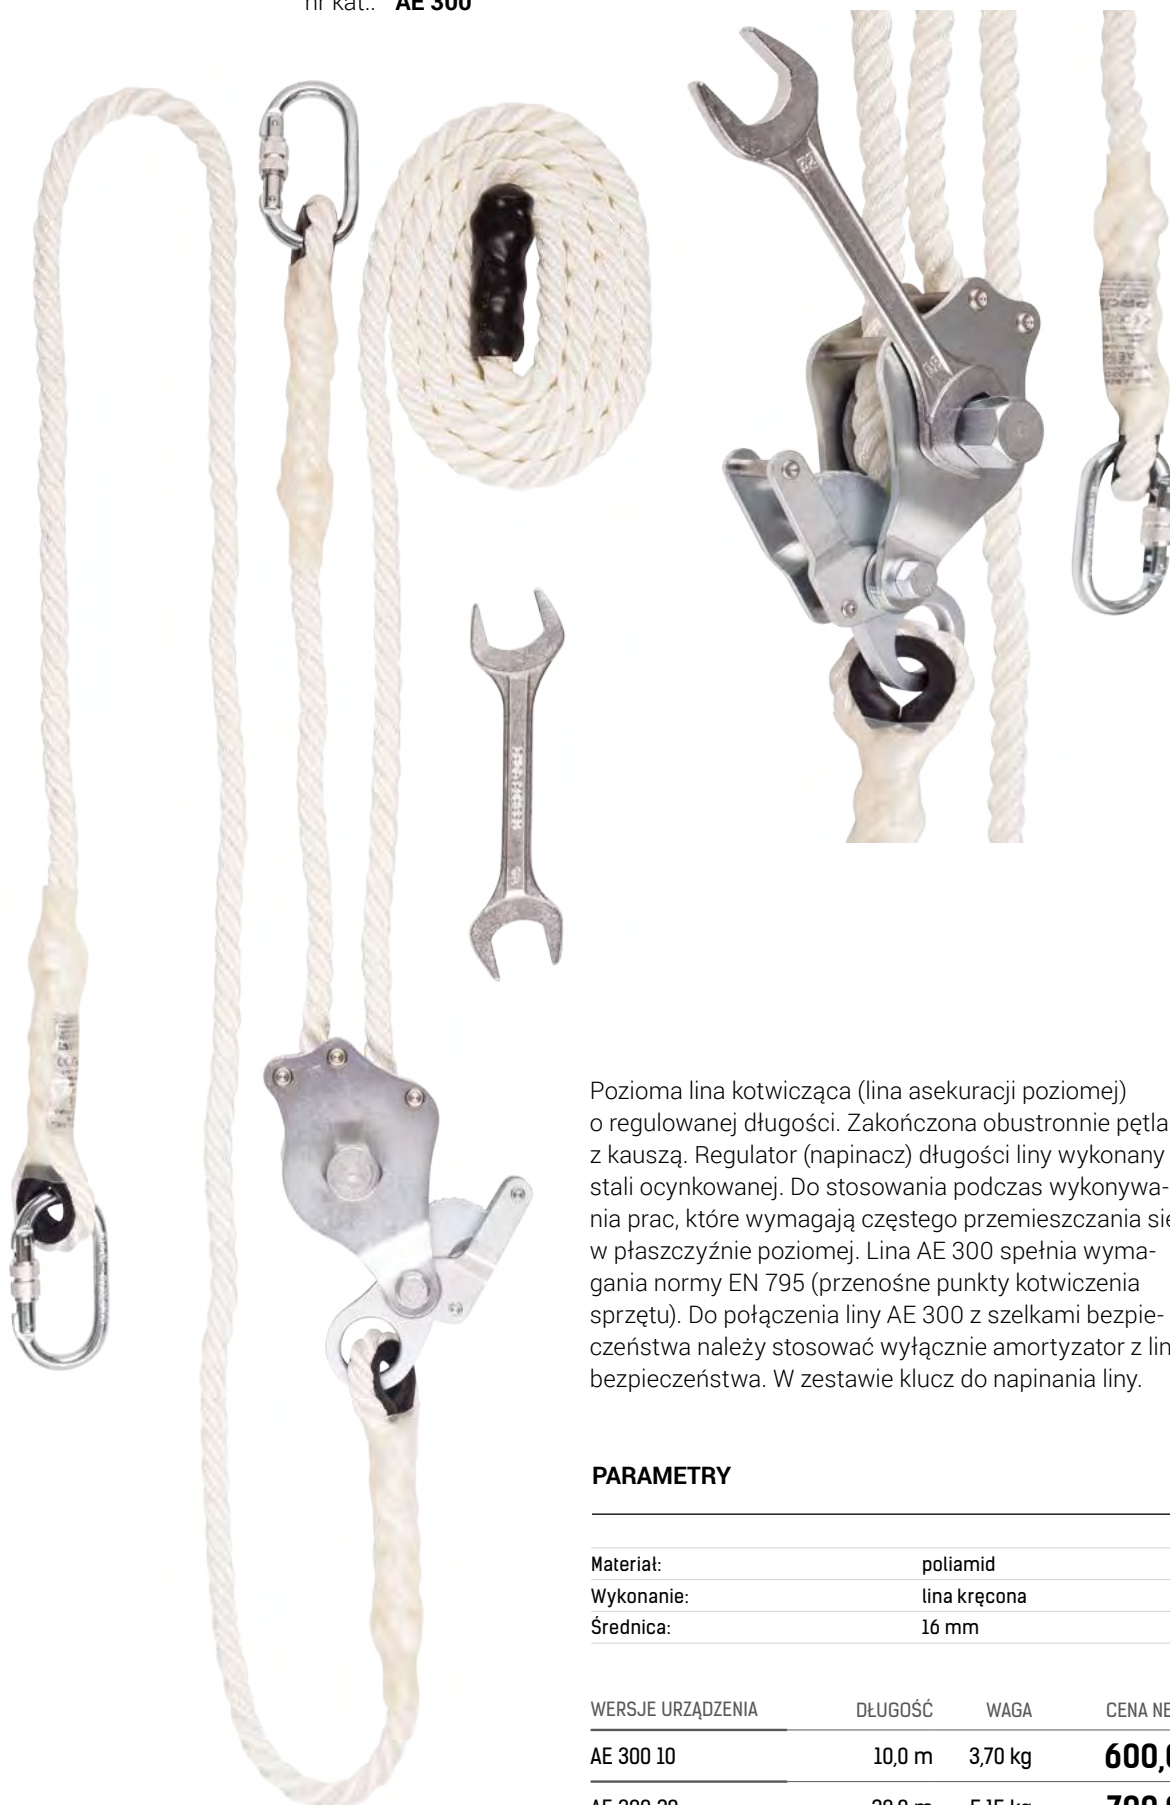 nr kat.: AE 300
Pozioma lina kotwicząca (lina asekuracji poziomej)
o regulowanej długości. Zakończona obustronnie pętlą
z kauszą. Regulator (napinacz) długości liny wykonany
stali ocynkowanej. Do stosowania podczas wykonywa-
nia prac, które wymagają częstego przemieszczania się
w płaszczyźnie poziomej. Lina AE 300 spełnia wyma-
gania normy EN 795 (przenośne punkty kotwiczenia
sprzętu). Do połączenia liny AE 300 z szelkami bezpie-
czeństwa należy stosować wyłącznie amortyzator z lin
bezpieczeństwa. W zestawie klucz do napinania liny.
PARAMETRY
Materiał: poliamid
Wykonanie: lina kręcona
Średnica: 16 mm
WERSJE URZĄDZENIA DŁUGOŚĆ WAGA CENA NE
AE 300 10 10,0 m 3,70 kg 600,0